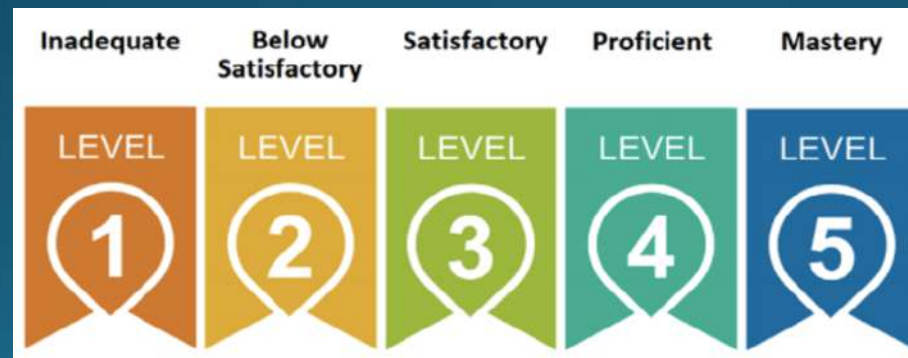 Inadequate
Below
Satisfactory
Satisfactory
Proficient
Mastery
LEVEL
1
LEVEL
2
LEVEL
3
LEVEL
4
LEVEL
5